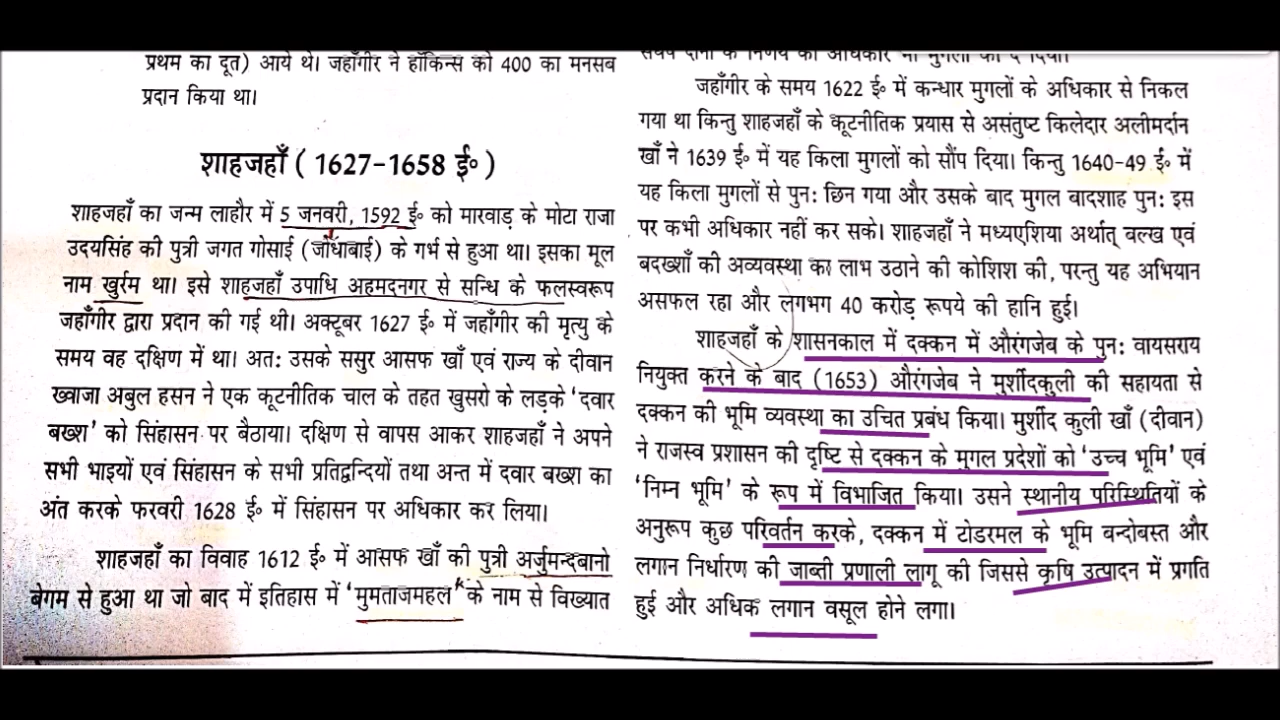 प्रथम का दूत) आये थे। जहाँगीर ने हॉकिन्स को 400 का मनसब
प्रदान किया था।
शाहजहाँ ( 1627-1658 ई० )
शाहजहाँ का जन्म लाहौर में 5 जनवरी, 1592 ई० को मारवाड़ के मोटा राजा
उदयसिंह की पुत्री जगत गोसाई (जोधाबाई) के गर्भ से हुआ था। इसका मूल
नाम खुर्रम था। इसे शाहजहाँ उपाधि अहमदनगर से सन्धि के फलस्वरूप
जहाँगीर द्वारा प्रदान की गई थी। अक्टूबर 1627 ई० में जहाँगीर की मृत्यु के
समय वह दक्षिण में था। अत: उसके ससुर आसफ खाँ एवं राज्य के दीवान
ख्वाजा अबुल हसन ने एक कूटनीतिक चाल के तहत खुसरो के लड़के 'दवार
बख्श' को सिंहासन पर बैठाया। दक्षिण से वापस आकर शाहजहाँ ने अपने
सभी भाइयों एवं सिंहासन के सभी प्रतिद्वन्दियों तथा अन्त में दवार बख्श का
अंत करके फरवरी 1628 ई० में सिंहासन पर अधिकार कर लिया।
शाहजहाँ का विवाह 1612 ई० में आसफ खाँ की पुत्री अर्जुमन्दबानो
बेगम से हुआ था जो बाद में इतिहास में 'मुमताजमहल' के नाम से विख्यात
जहाँगीर के समय 1622 ई० में कन्धार मुगलों के अधिकार से निकल
गया था किन्तु शाहजहाँ के कूटनीतिक प्रयास से असंतुष्ट किलेदार अलीमर्दान
खाँ ने 1639 ई० में यह किला मुगलों को सौंप दिया। किन्तु 1640-49 ई० में
यह किला मुगलों से पुन: छिन गया और उसके बाद मुगल बादशाह पुन: इस
पर कभी अधिकार नहीं कर सके। शाहजहाँ ने मध्यएशिया अर्थात् वल्ख एवं
बदख्शाँ की अव्यवस्था का लाभ उठाने की कोशिश की, परन्तु यह अभियान
असफल रहा और लगभग 40 करोड़ रूपये की हानि हुई।
शाहजहाँ के शासनकाल में दक्कन में औरंगजेब के पुन: वायसराय
नियुक्त करने के बाद (1653) औरंगजेब ने मुर्शीदकुली की सहायता से
दक्कन की भूमि व्यवस्था का उचित प्रबंध किया। मुर्शीद कुली खाँ (दीवान)
ने राजस्व प्रशासन की दृष्टि से दक्कन के मुगल प्रदेशों को 'उच्च भूमि' एवं
'निम्न भूमि' के रूप में विभाजित किया। उसने स्थानीय परिस्थितियों के
अनुरूप कुछ परिवर्तन करके, दक्कन में टोडरमल के भूमि बन्दोबस्त और
लगान निर्धारण की जाब्ती प्रणाली लागू की जिससे कृषि उत्पादन में प्रगति
हुई और अधिक लगान वसूल होने लगा।